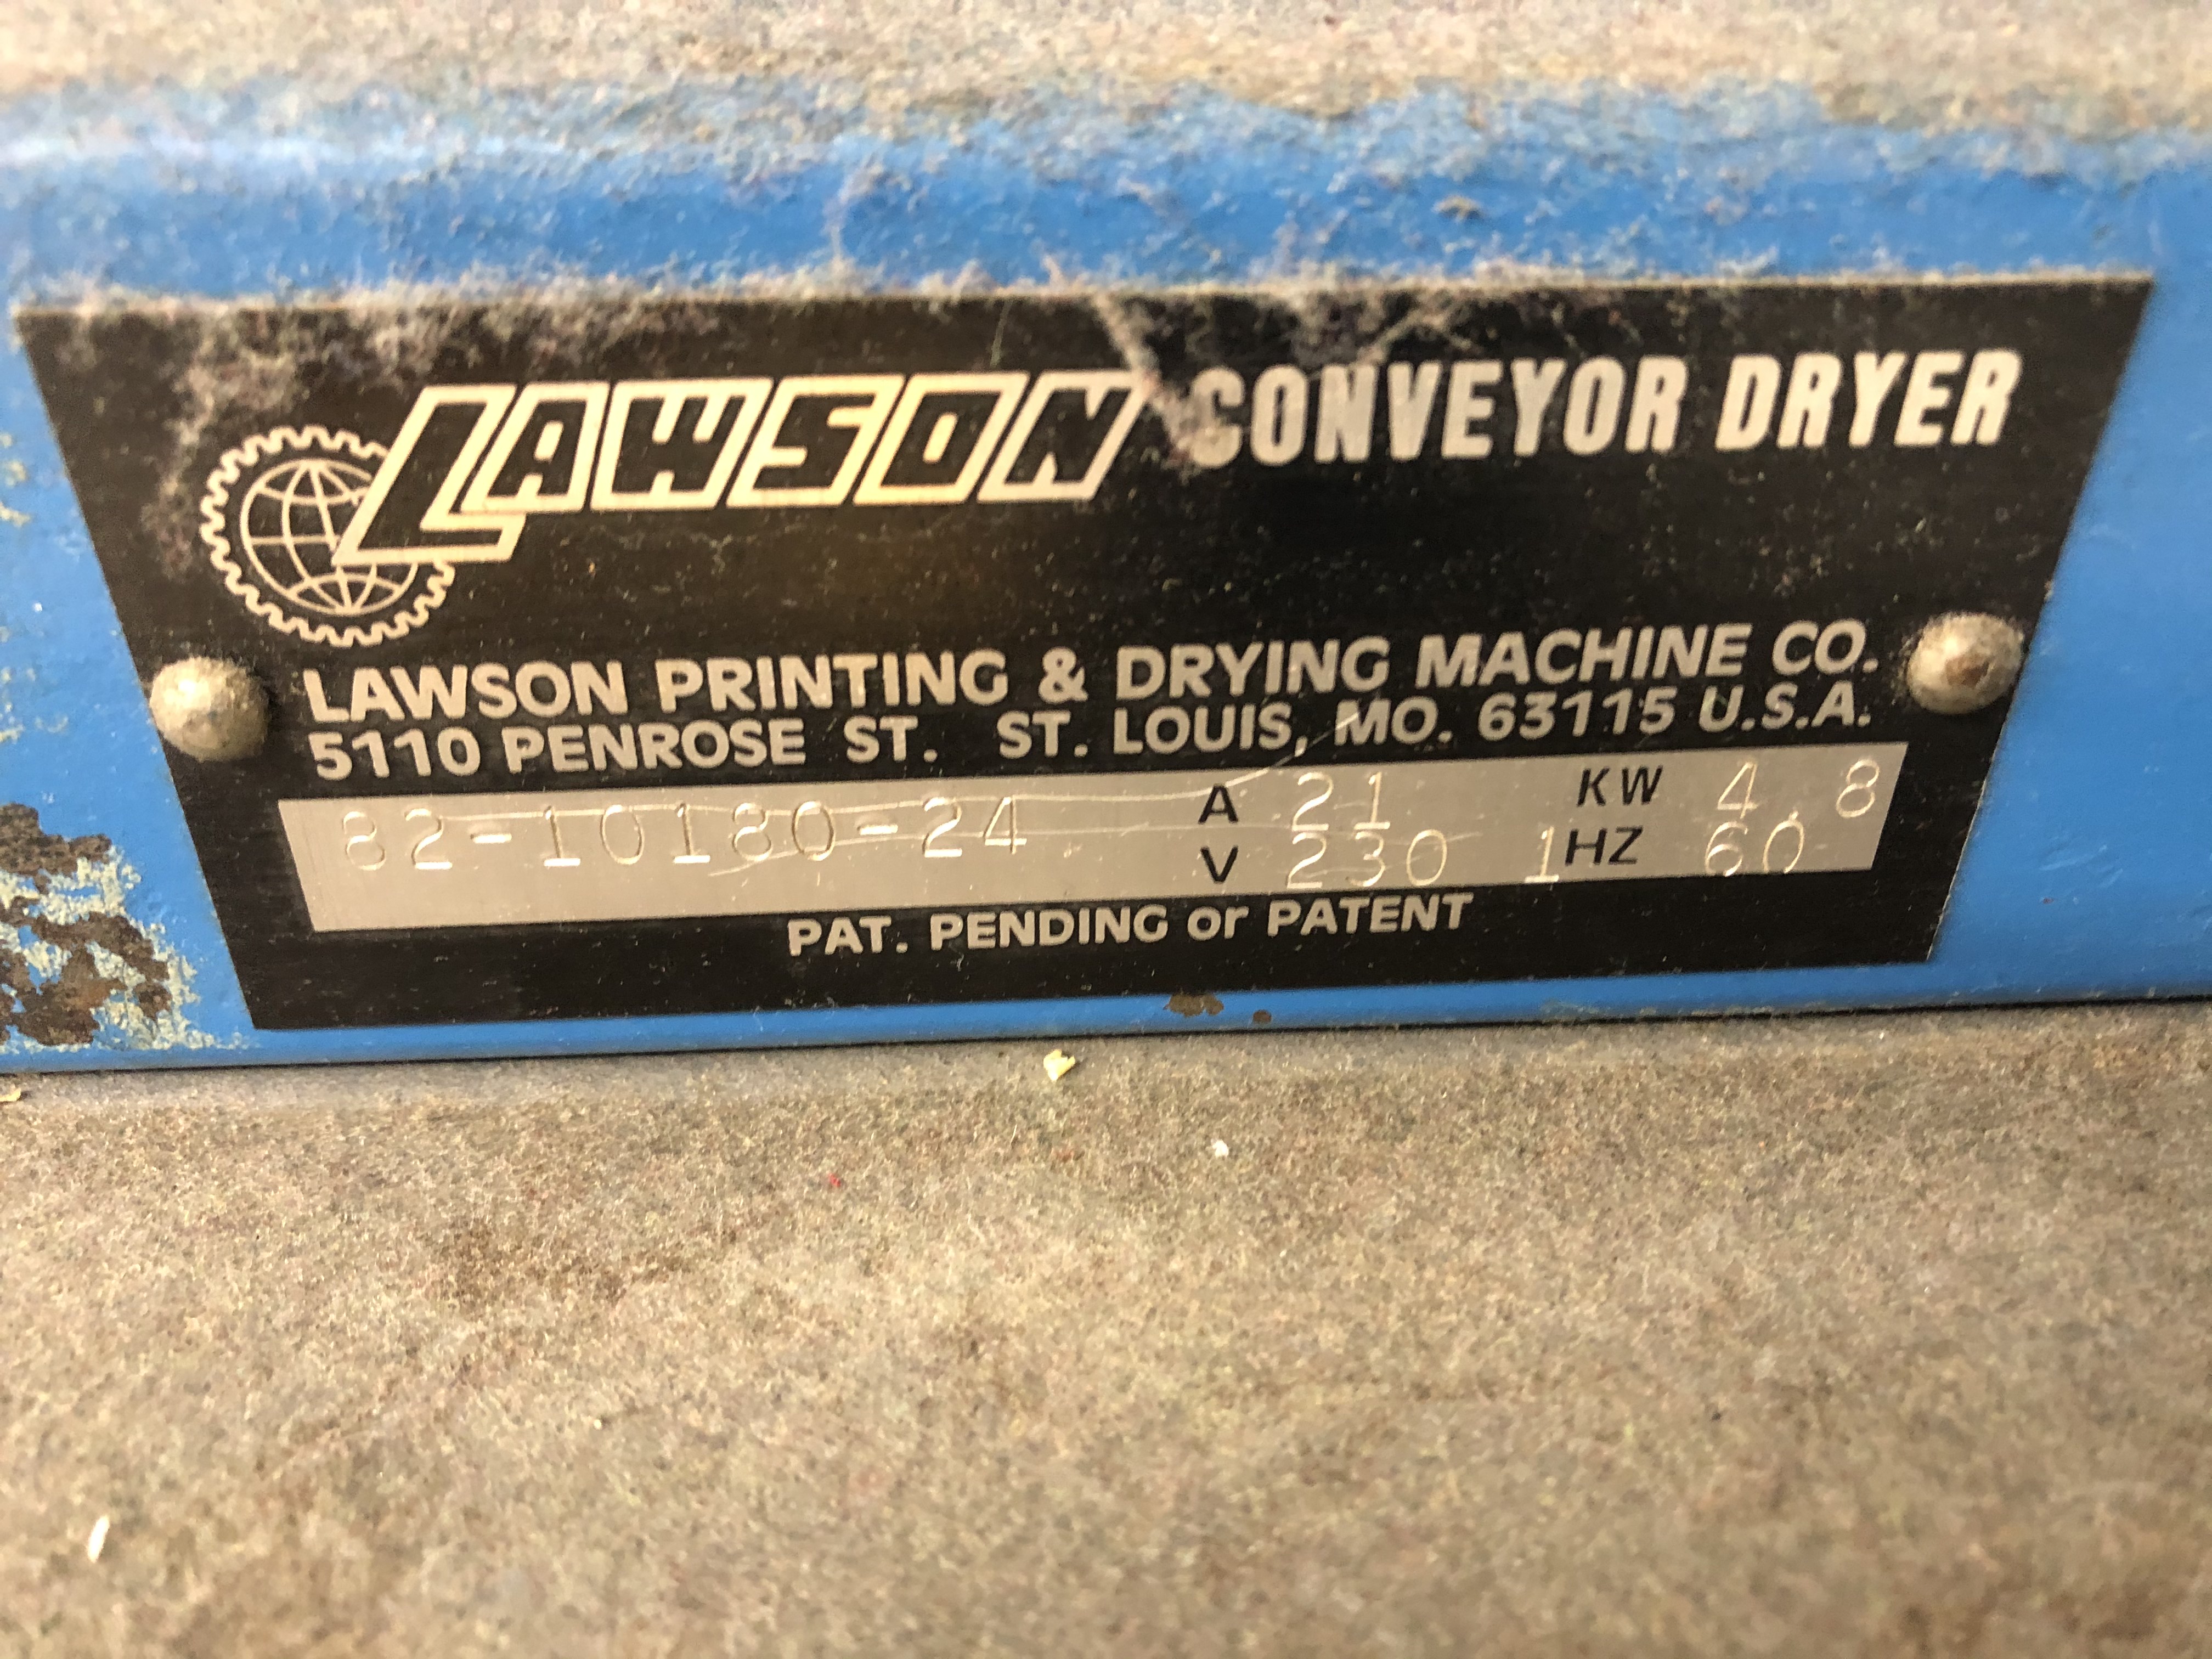 LAWSON CONVEYOR DRYER
LAWSON PRINTING & DRYING MACHINE CO.
5110 PENROSE ST. ST. LOUIS, MO. 63115 U.S.A.
82-10180-24 A 21 KW 4.8
V 230 1 HZ 60
PAT. PENDING or PATENT